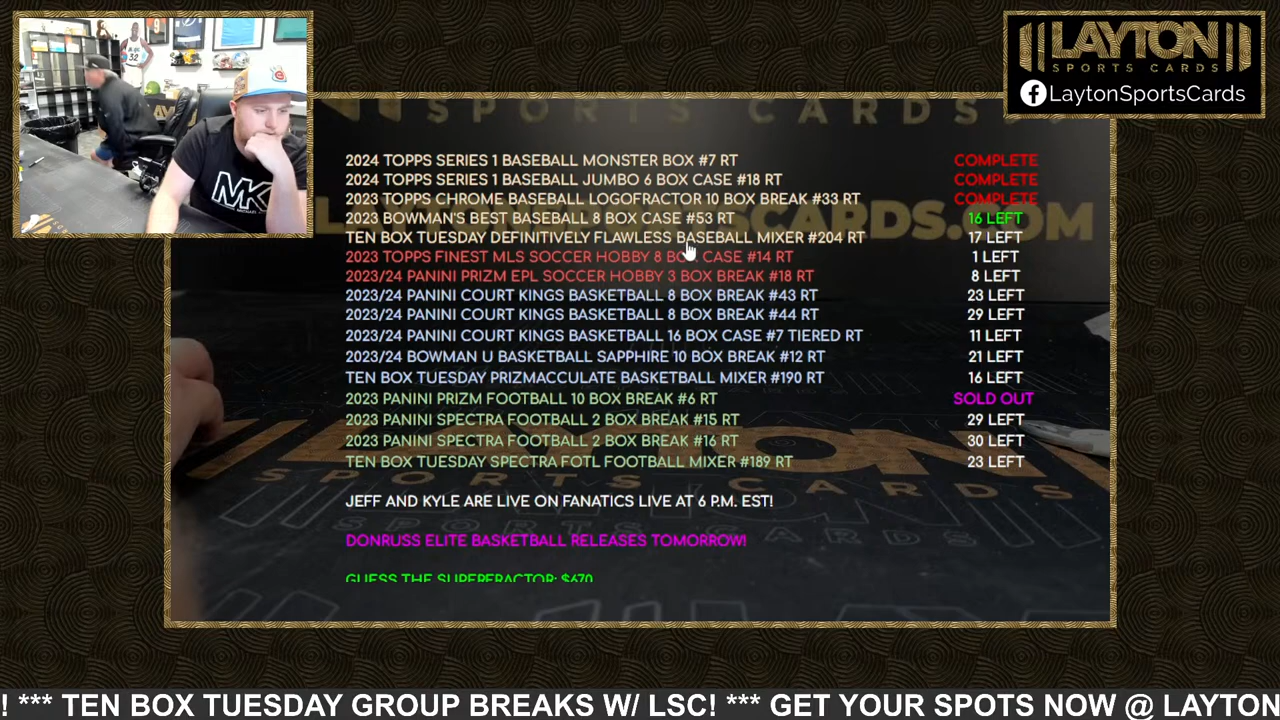 LAYTON
SPORTS CARDS
LaytonSportsCards
SPORTS CARDS
32
MK
2024 TOPPS SERIES 1 BASEBALL MONSTER BOX #7 RT COMPLETE
2024 TOPPS SERIES 1 BASEBALL JUMBO 6 BOX CASE #18 RT COMPLETE
2023 TOPPS CHROME BASEBALL LOGOFRACTOR 10 BOX BREAK #33 RT COMPLETE
2023 BOWMAN'S BEST BASEBALL 8 BOX CASE #53 RT 16 LEFT
TEN BOX TUESDAY DEFINITIVELY FLAWLESS BASEBALL MIXER #204 RT 17 LEFT
2023 TOPPS FINEST MLS SOCCER HOBBY 8 BOX CASE #14 RT 1 LEFT
2023/24 PANINI PRIZM EPL SOCCER HOBBY 3 BOX BREAK #18 RT 8 LEFT
2023/24 PANINI COURT KINGS BASKETBALL 8 BOX BREAK #43 RT 23 LEFT
2023/24 PANINI COURT KINGS BASKETBALL 8 BOX BREAK #44 RT 29 LEFT
2023/24 PANINI COURT KINGS BASKETBALL 16 BOX CASE #7 TIERED RT 11 LEFT
2023/24 BOWMAN U BASKETBALL SAPPHIRE 10 BOX BREAK #12 RT 21 LEFT
TEN BOX TUESDAY PRIZMACCULATE BASKETBALL MIXER #190 RT 16 LEFT
2023 PANINI PRIZM FOOTBALL 10 BOX BREAK #6 RT SOLD OUT
2023 PANINI SPECTRA FOOTBALL 2 BOX BREAK #15 RT 29 LEFT
2023 PANINI SPECTRA FOOTBALL 2 BOX BREAK #16 RT 30 LEFT
TEN BOX TUESDAY SPECTRA FOTL FOOTBALL MIXER #189 RT 23 LEFT
JEFF AND KYLE ARE LIVE ON FANATICS LIVE AT 6 P.M. EST!
DONRUSS ELITE BASKETBALL RELEASES TOMORROW!
GUESS THE SUPERFRACTOR: $670
! *** TEN BOX TUESDAY GROUP BREAKS W/ LSC! *** GET YOUR SPOTS NOW @ LAYTON